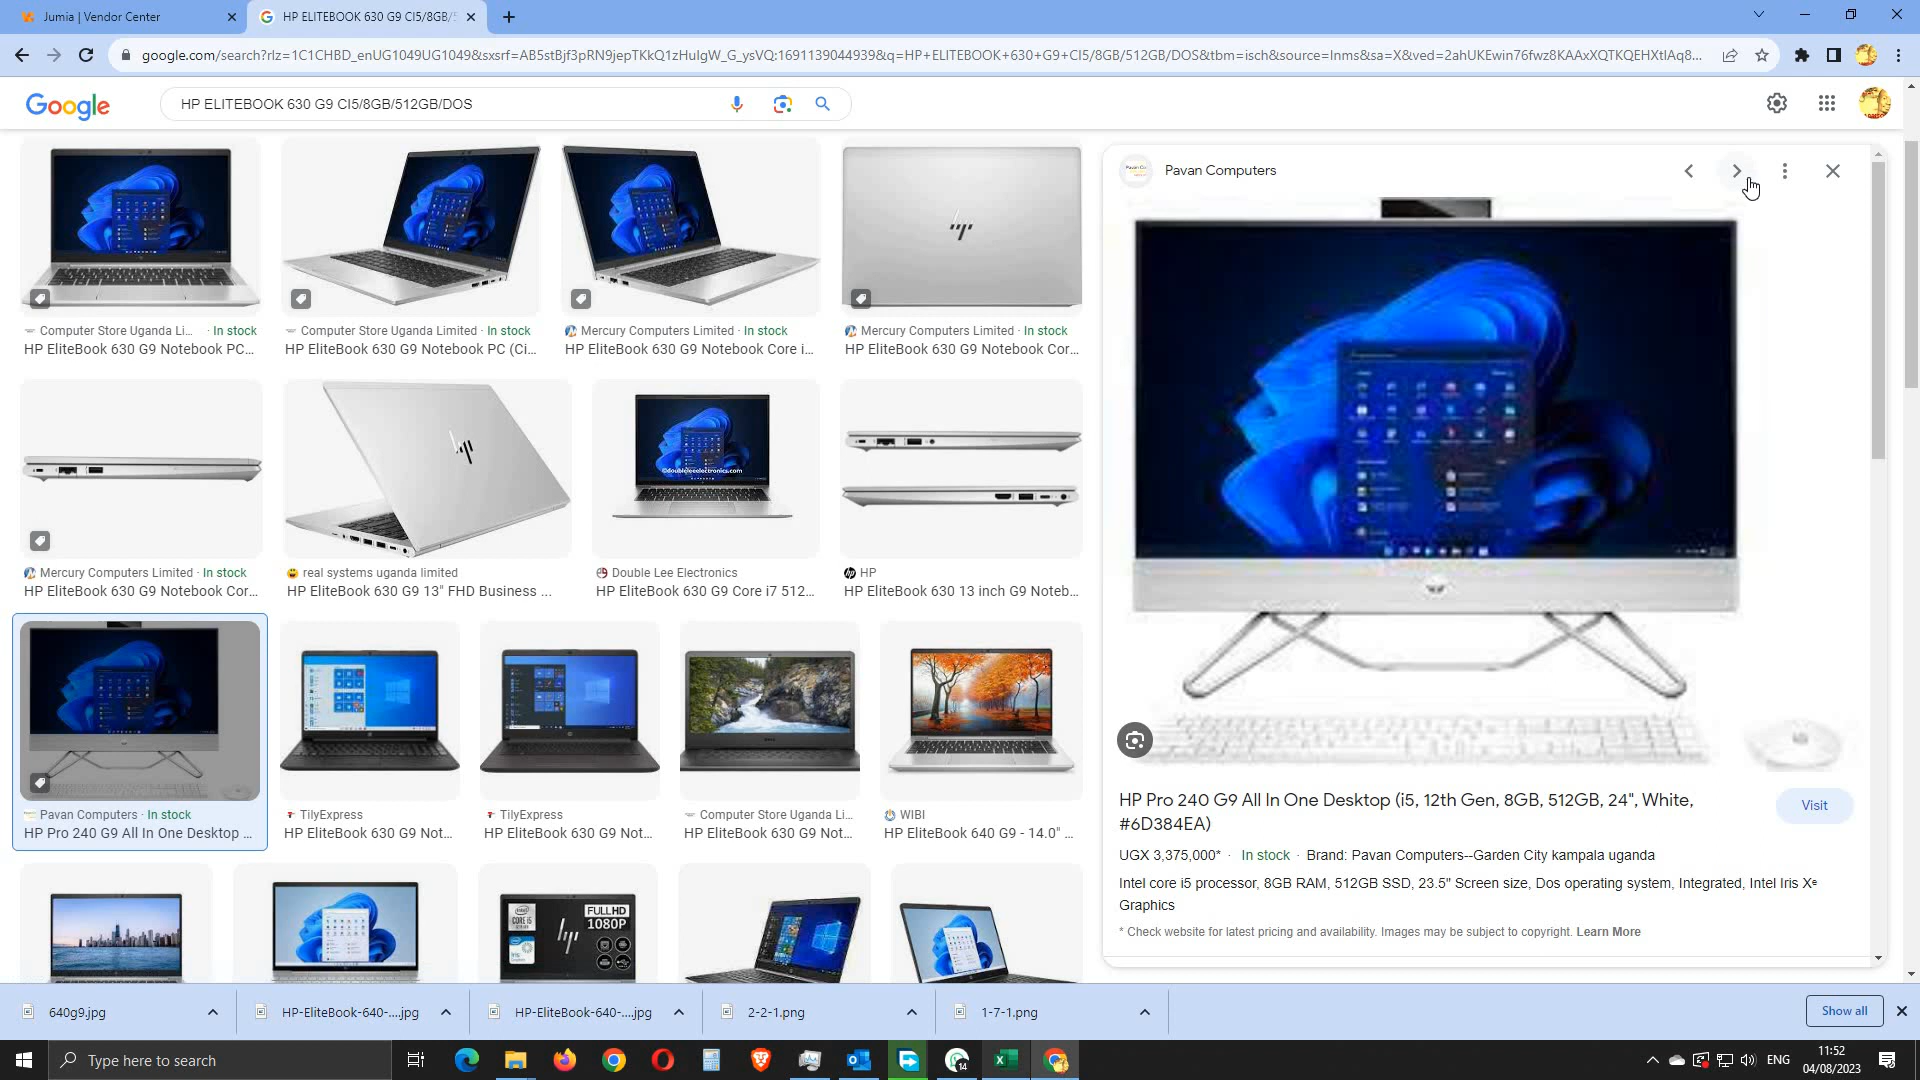 Jumia | Vendor Center
HP ELITEBOOK 630 G9 CI5/8GB/5
google.com/search?rlz=1C1CHBD_enUG1049UG1049&sxsrf=AB5stBjf3pRN9jepTKkQ1zHuIgW_G_ysVQ:1691139044939&q=HP+ELITEBOOK+630+G9+CI5/8GB/512GB/DOS&tbm=isch&source=lnms&sa=X&ved=2ahUKEwin76fwz8KAAxXQTKQEHXtIAq8...
Google
HP ELITEBOOK 630 G9 CI5/8GB/512GB/DOS
Computer Store Uganda Li... · In stock
HP EliteBook 630 G9 Notebook PC...
Computer Store Uganda Limited · In stock
HP EliteBook 630 G9 Notebook PC (Ci...
Mercury Computers Limited · In stock
HP EliteBook 630 G9 Notebook Core i...
Mercury Computers Limited · In stock
HP EliteBook 630 G9 Notebook Cor...
Mercury Computers Limited · In stock
HP EliteBook 630 G9 Notebook Cor...
real systems uganda limited
HP EliteBook 630 G9 13" FHD Business ...
©doubleleeelectronics.com
Double Lee Electronics
HP EliteBook 630 G9 Core i7 512...
HP
HP EliteBook 630 13 inch G9 Noteb...
Pavan Computers · In stock
HP Pro 240 G9 All In One Desktop ...
TilyExpress
HP EliteBook 630 G9 Not...
TilyExpress
HP EliteBook 630 G9 Not...
Computer Store Uganda Li...
HP EliteBook 630 G9 Not...
WIBI
HP EliteBook 640 G9 - 14.0" ...
intel
CORE i5
FULL HD
1080P
Pavan Computers
HP Pro 240 G9 All In One Desktop (i5, 12th Gen, 8GB, 512GB, 24", White,
#6D384EA)
Visit
UGX 3,375,000* · In stock · Brand: Pavan Computers--Garden City kampala uganda
Intel core i5 processor, 8GB RAM, 512GB SSD, 23.5" Screen size, Dos operating system, Integrated, Intel Iris Xᵉ
Graphics
* Check website for latest pricing and availability. Images may be subject to copyright. Learn More
640g9.jpg
HP-EliteBook-640-....jpg
HP-EliteBook-640-....jpg
2-2-1.png
1-7-1.png
Show all
Type here to search
14
ENG
11:52
04/08/2023